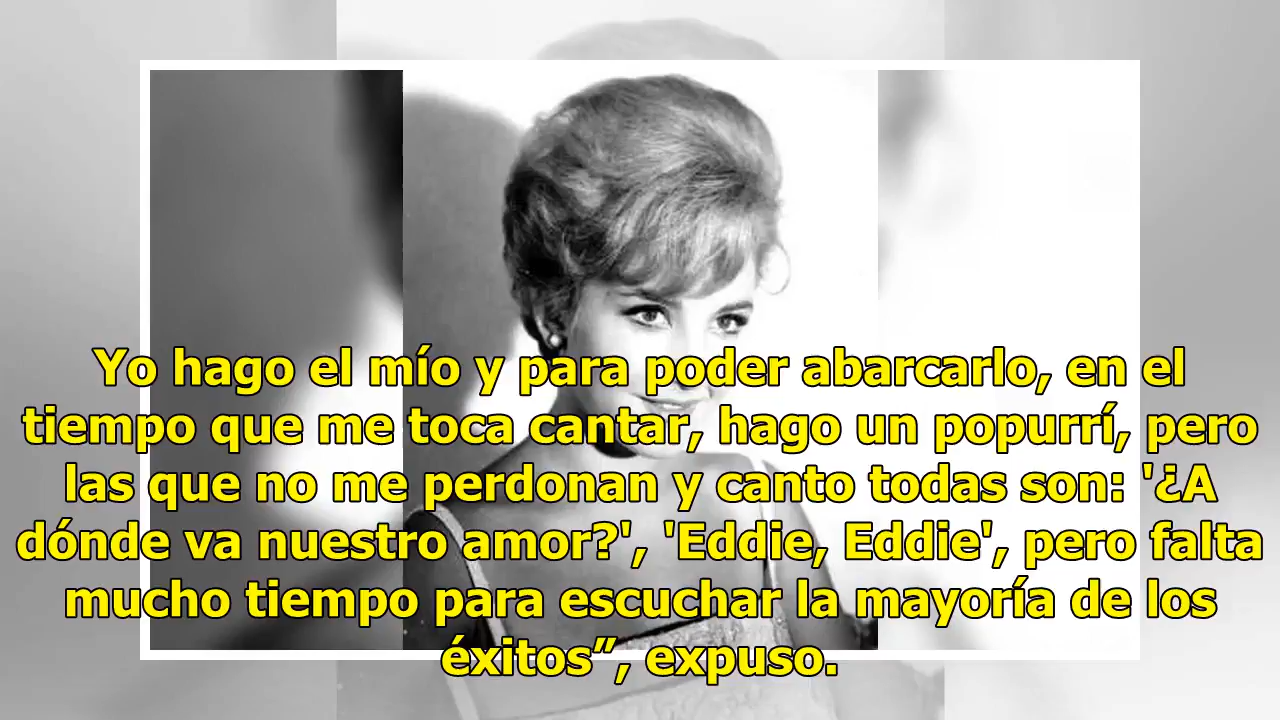 Yo hago el mío y para poder abarcarlo, en el
tiempo que me toca cantar, hago un popurrí, pero
las que no me perdonan y canto todas son: '¿A
dónde va nuestro amor?', 'Eddie, Eddie', pero falta
mucho tiempo para escuchar la mayoría de los
éxitos”, expuso.